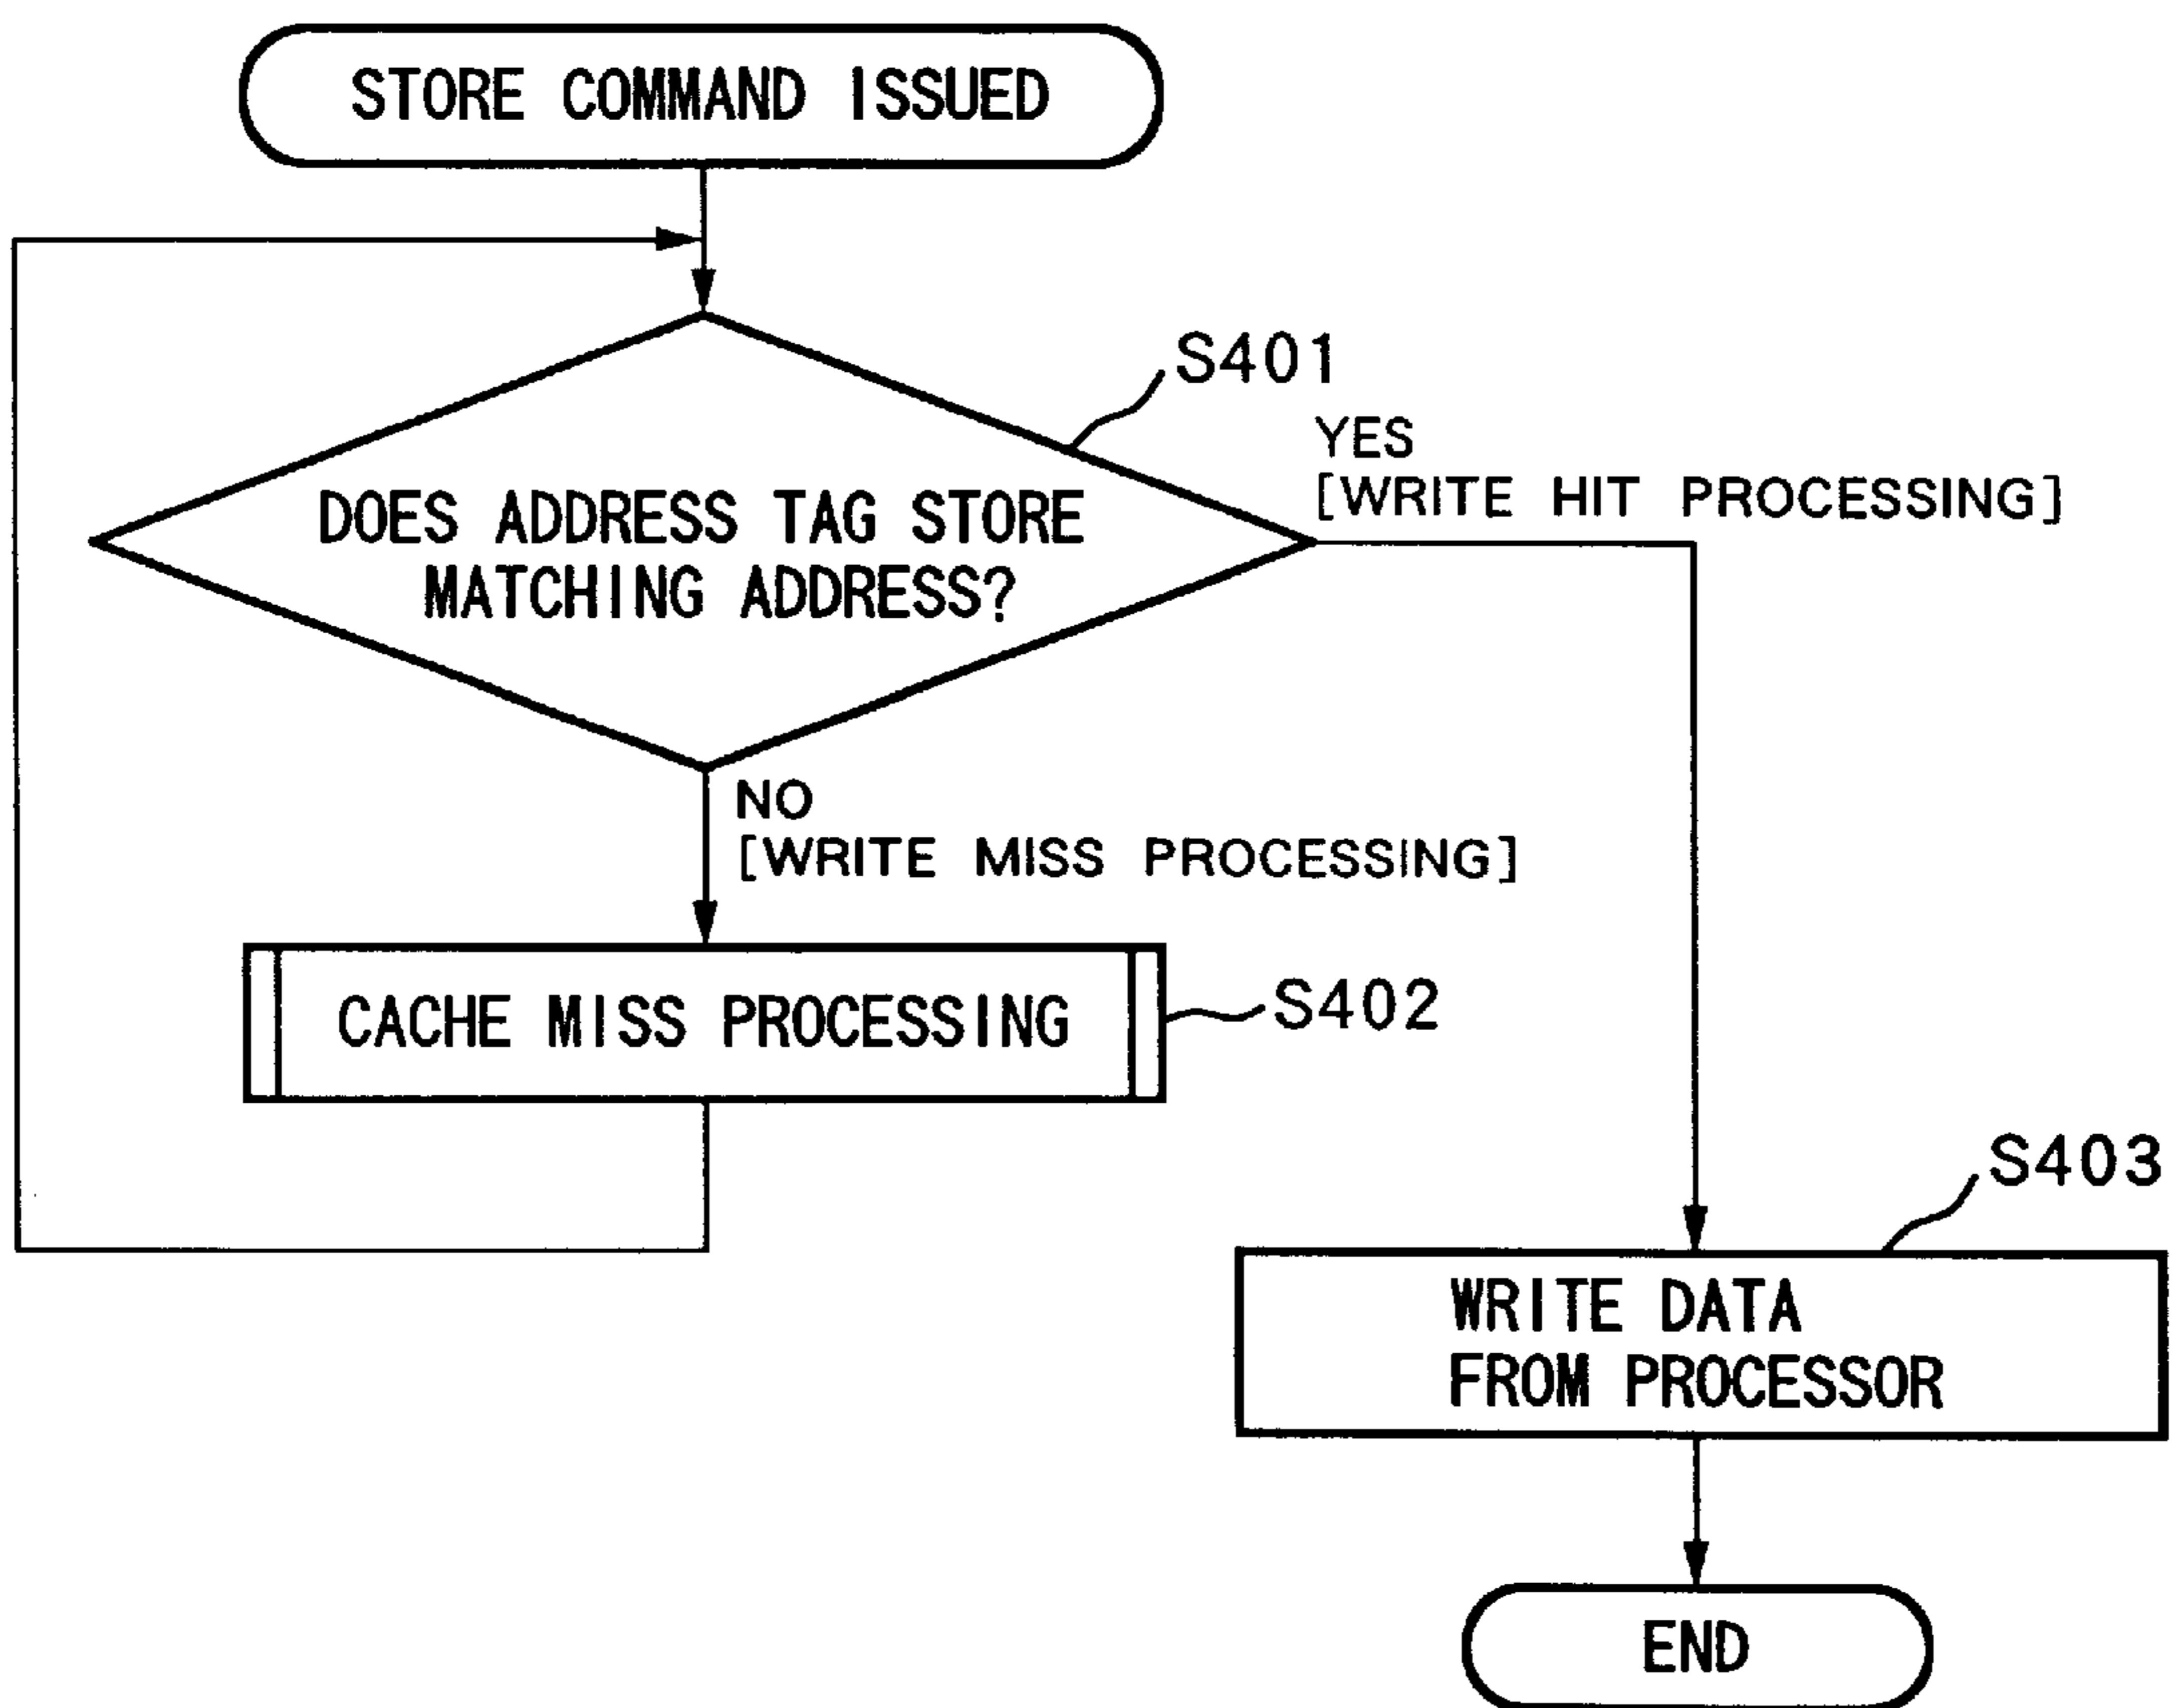 STORE COMMAND ISSUED
S401
YES
[WRITE HIT PROCESSING]
DOES ADDRESS TAG STORE
MATCHING ADDRESS?
NO
[WRITE MISS PROCESSING]
CACHE MISS PROCESSING
S402
S403
WRITE DATA
FROM PROCESSOR
END